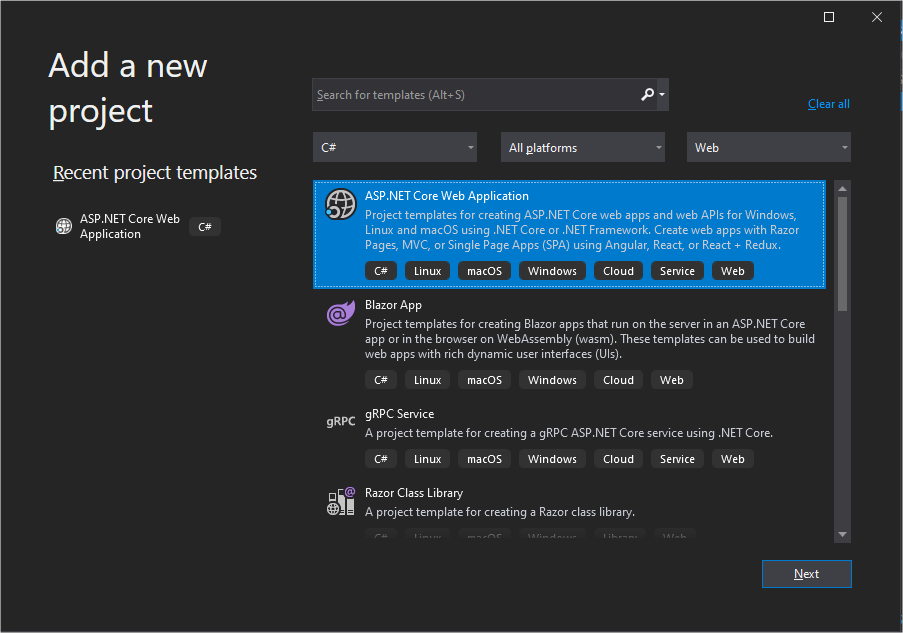 Add a new
project
Search for templates (Alt+S)
Clear all
C#
All platforms
Web
Recent project templates
ASP.NET Core Web
Application
C#
ASP.NET Core Web Application
Project templates for creating ASP.NET Core web apps and web APIs for Windows,
Linux and macOS using .NET Core or .NET Framework. Create web apps with Razor
Pages, MVC, or Single Page Apps (SPA) using Angular, React, or React + Redux.
C# Linux macOS Windows Cloud Service Web
Blazor App
Project templates for creating Blazor apps that run on the server in an ASP.NET Core
app or in the browser on WebAssembly (wasm). These templates can be used to build
web apps with rich dynamic user interfaces (UIs).
C# Linux macOS Windows Cloud Web
gRPC
gRPC Service
A project template for creating a gRPC ASP.NET Core service using .NET Core.
C# Linux macOS Windows Cloud Service Web
Razor Class Library
A project template for creating a Razor class library.
C# Linux macOS Windows Library Web
Next